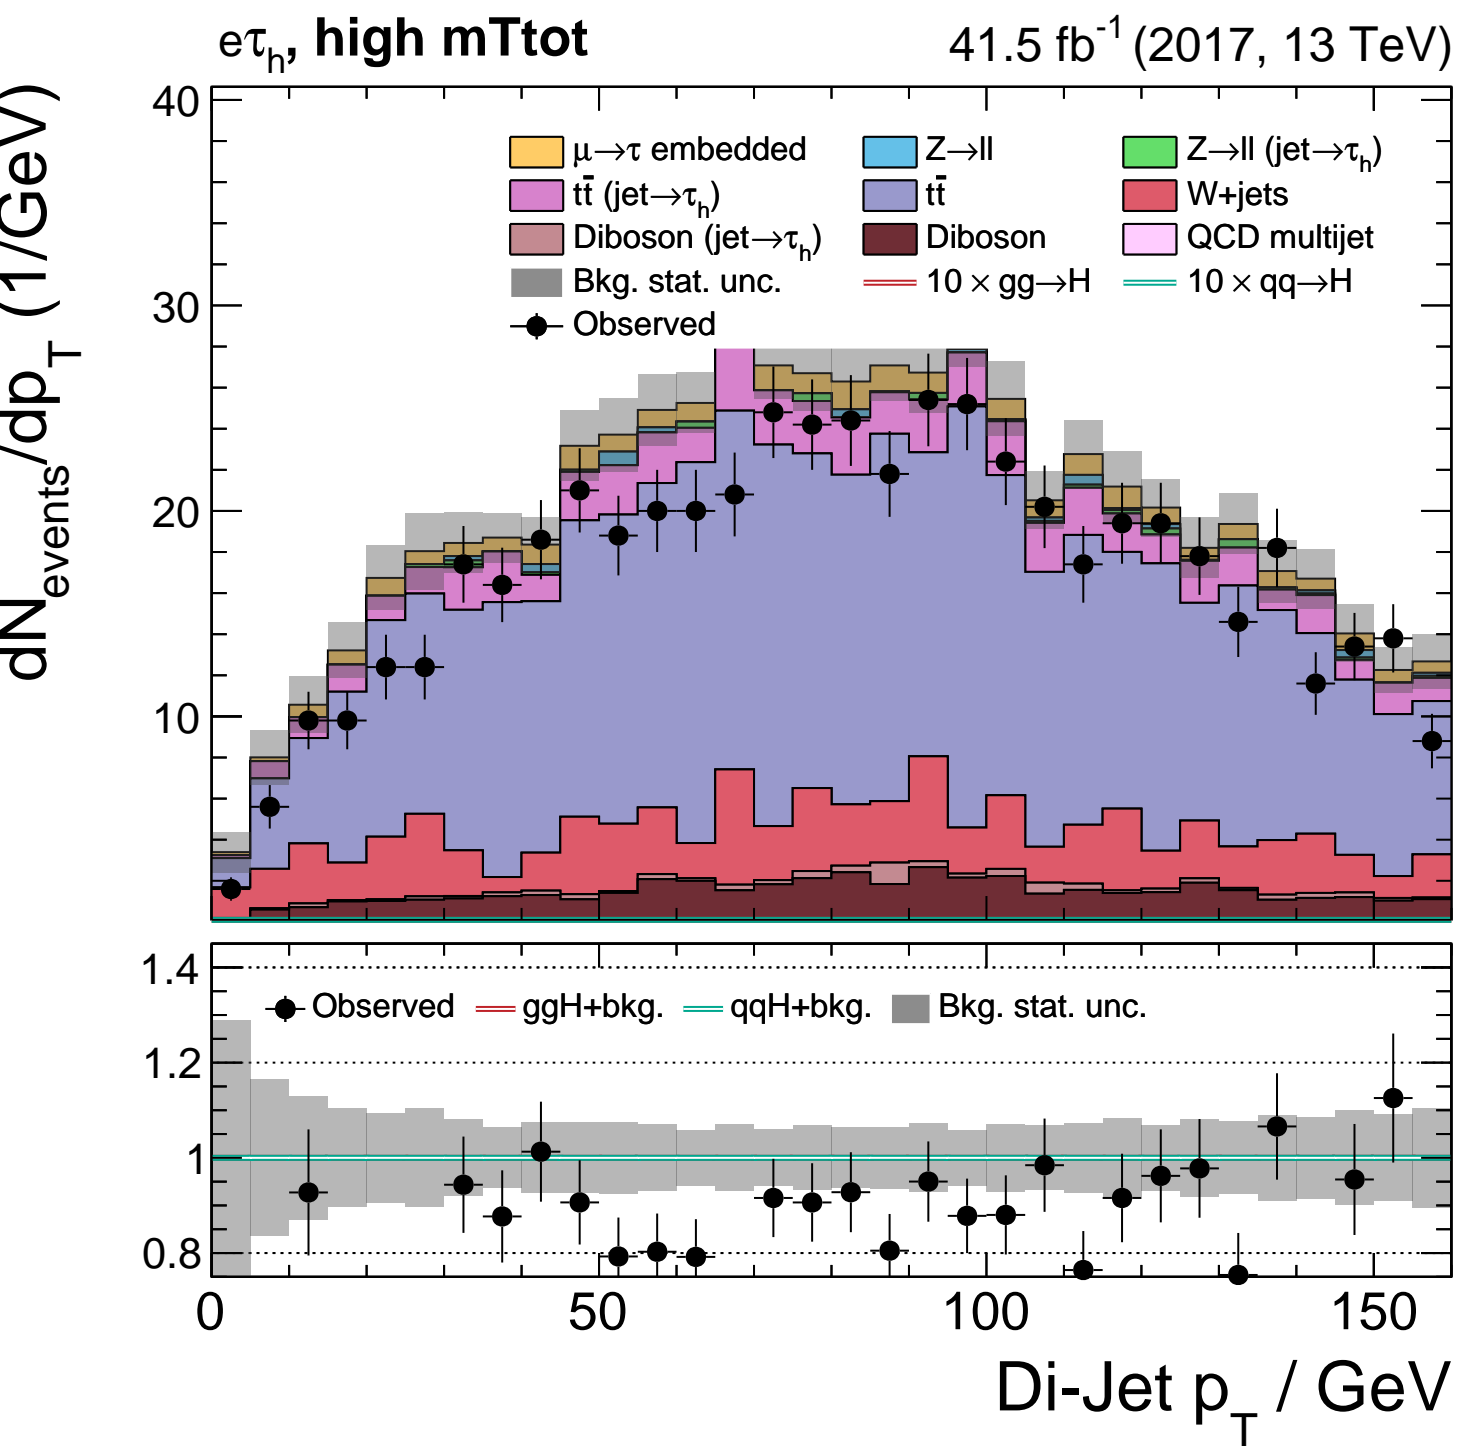 eτh, high mTtot 41.5 fb-1 (2017, 13 TeV)
dNevents/dpT (1/GeV)
40
30
20
10
μ→τ embedded Z→ll Z→ll (jet→τh)
tt̄ (jet→τh) tt̄ W+jets
Diboson (jet→τh) Diboson QCD multijet
Bkg. stat. unc. 10 × gg→H 10 × qq→H
Observed
1.4
1.2
1
0.8
Observed ggH+bkg. qqH+bkg. Bkg. stat. unc.
0 50 100 150
Di-Jet pT / GeV